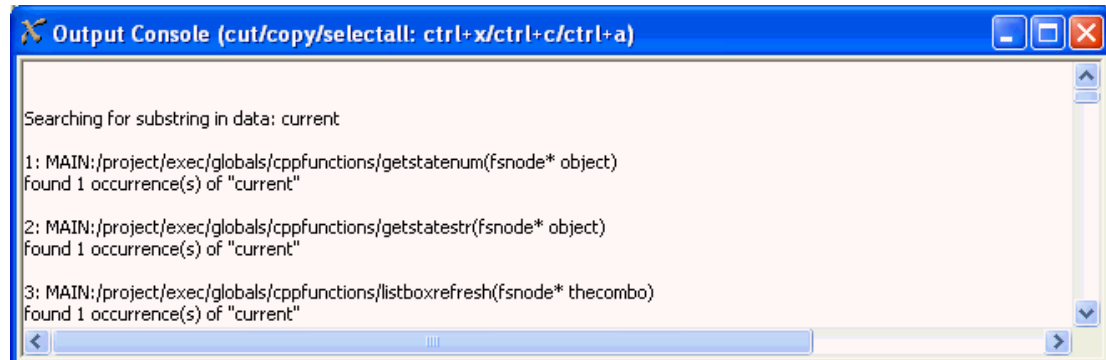 Output Console (cut/copy/selectall: ctrl+x/ctrl+c/ctrl+a)
Searching for substring in data: current
1: MAIN:/project/exec/globals/cppfunctions/getstatenum(fsnode* object)
found 1 occurrence(s) of "current"
2: MAIN:/project/exec/globals/cppfunctions/getstatestr(fsnode* object)
found 1 occurrence(s) of "current"
3: MAIN:/project/exec/globals/cppfunctions/listboxrefresh(fsnode* thecombo)
found 1 occurrence(s) of "current"